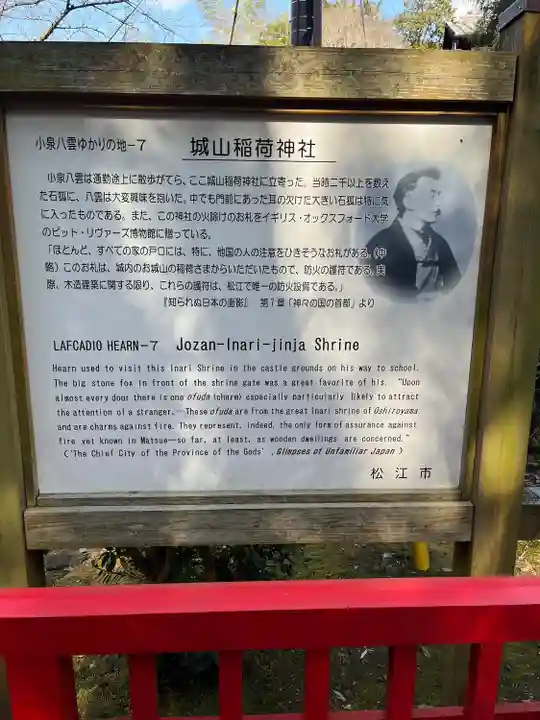 小泉八雲ゆかりの地−7
城山稲荷神社
小泉八雲は通勤途上に散歩がてら、ここ城山稲荷神社に立寄った。当時二千以上を数え
た石狐に、八雲は大変興味を抱いた。中でも門前にあった耳の欠けた大きい石狐は特に気
に入ったものである。また、この神社の火除けのお札をイギリス・オックスフォード大学
のピット・リヴァーズ博物館に贈っている。
「ほとんど、すべての家の戸口には、特に、他国の人の注意をひきそうなお札がある。(中
略)このお札は、城内のお城山の稲荷さまからいただいたもので、防火の護符である。実
際、木造建築に関する限り、これらの護符は、松江で唯一の防火設備である。」
『知られぬ日本の面影』 第7章「神々の国の首都」より
LAFCADIO HEARN−7 Jozan-Inari-jinja Shrine
Hearn used to visit this Inari Shrine in the castle grounds on his way to school.
The big stone fox in front of the shrine gate was a great favorite of his. "Upon
almost every door there is one ofuda (charm) especially particularly likely to attract
the attention of a stranger.…These ofuda are from the great Inari shrine of Oshiroyama
and are charms against fire. They represent, indeed, the only form of assurance against
fire yet known in Matsue—so far, at least, as wooden dwellings are concerned."
('The Chief City of the Province of the Gods', Glimpses of Unfamiliar Japan)
松江市